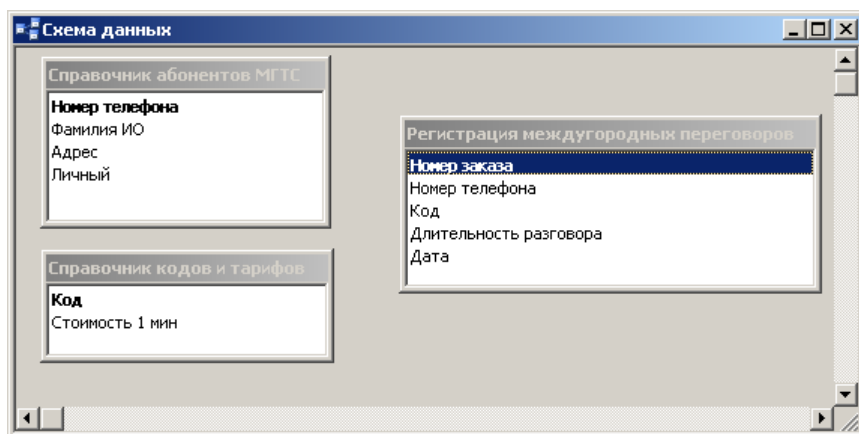 Схема данных
Справочник абонентов МГТС
Номер телефона
Фамилия ИО
Адрес
Личный
Регистрация междугородных переговоров
Номер заказа
Номер телефона
Код
Длительность разговора
Дата
Справочник кодов и тарифов
Код
Стоимость 1 мин